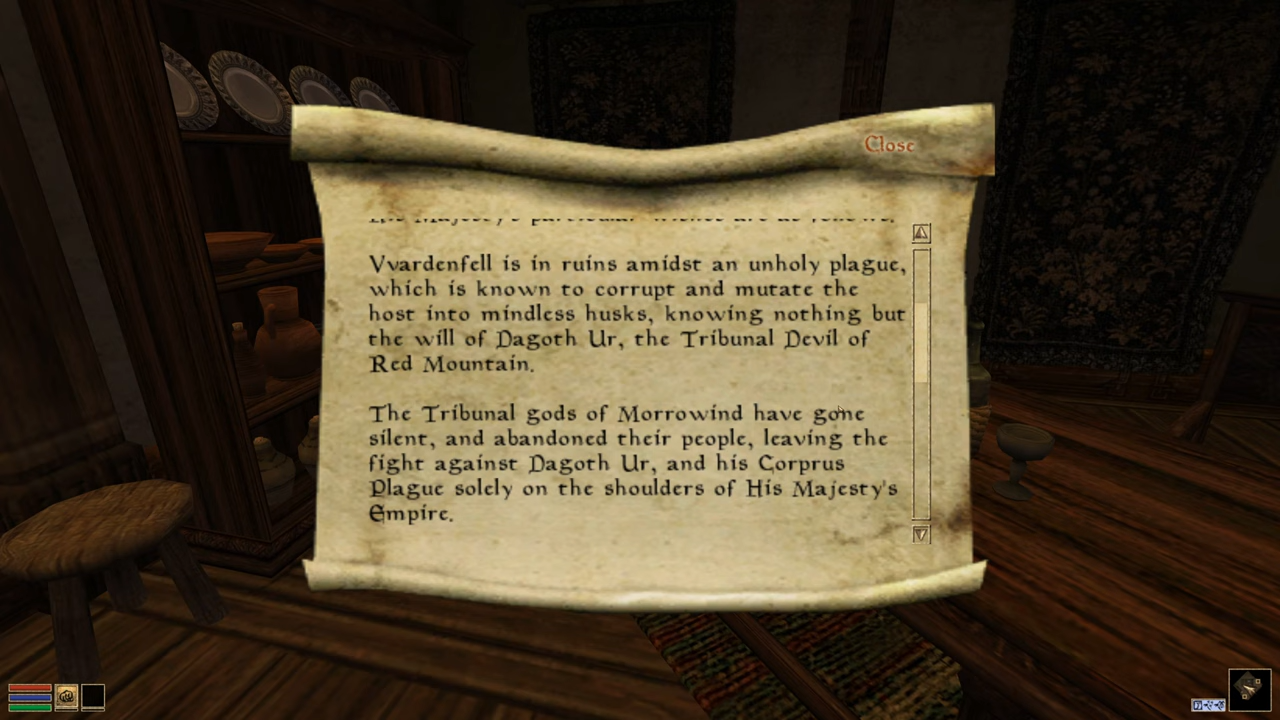 Close
Vvardenfell is in ruins amidst an unholy plague,
which is known to corrupt and mutate the
host into mindless husks, knowing nothing but
the will of Dagoth Ur, the Tribunal Devil of
Red Mountain.
The Tribunal gods of Morrowind have gone
silent, and abandoned their people, leaving the
fight against Dagoth Ur, and his Corprus
Plague solely on the shoulders of His Majesty's
Empire.